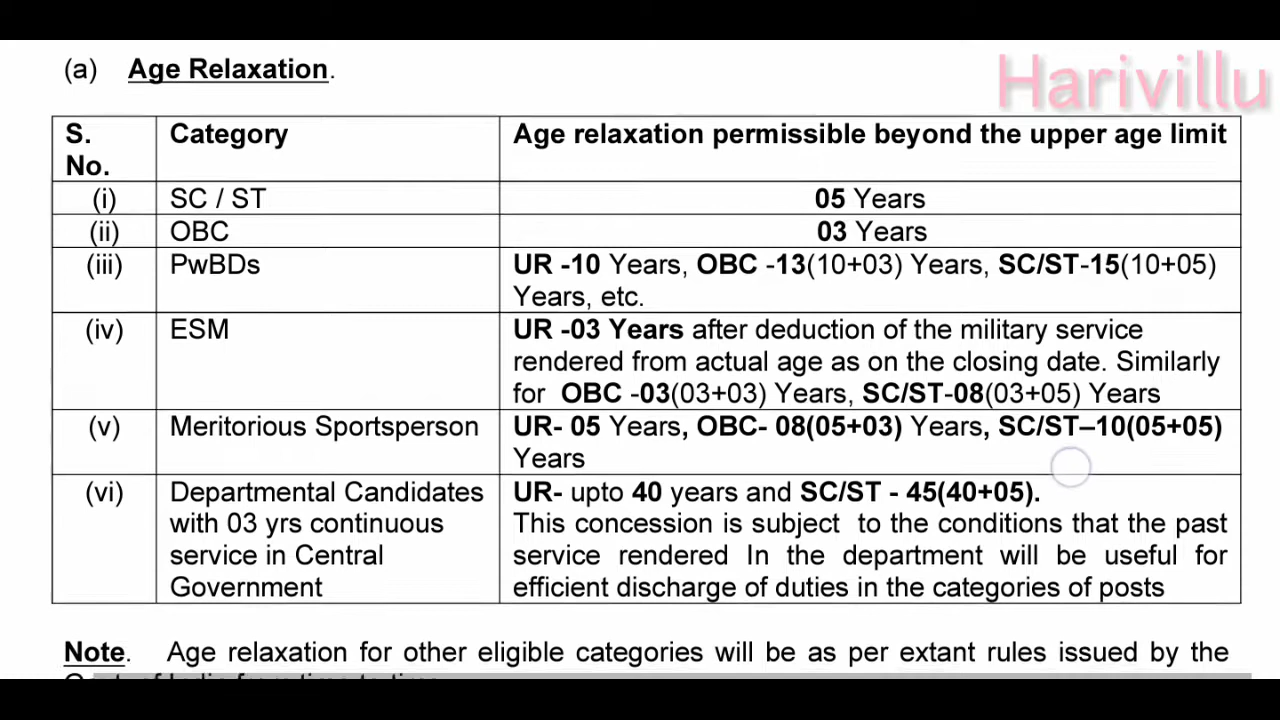 (a) Age Relaxation.
Harivillu
S. No. Category Age relaxation permissible beyond the upper age limit
(i) SC / ST 05 Years
(ii) OBC 03 Years
(iii) PwBDs UR -10 Years, OBC -13(10+03) Years, SC/ST-15(10+05)
Years, etc.
(iv) ESM UR -03 Years after deduction of the military service
rendered from actual age as on the closing date. Similarly
for OBC -03(03+03) Years, SC/ST-08(03+05) Years
(v) Meritorious Sportsperson UR- 05 Years, OBC- 08(05+03) Years, SC/ST–10(05+05)
Years
(vi) Departmental Candidates UR- upto 40 years and SC/ST - 45(40+05).
with 03 yrs continuous This concession is subject to the conditions that the past
service in Central service rendered In the department will be useful for
Government efficient discharge of duties in the categories of posts
Note. Age relaxation for other eligible categories will be as per extant rules issued by the